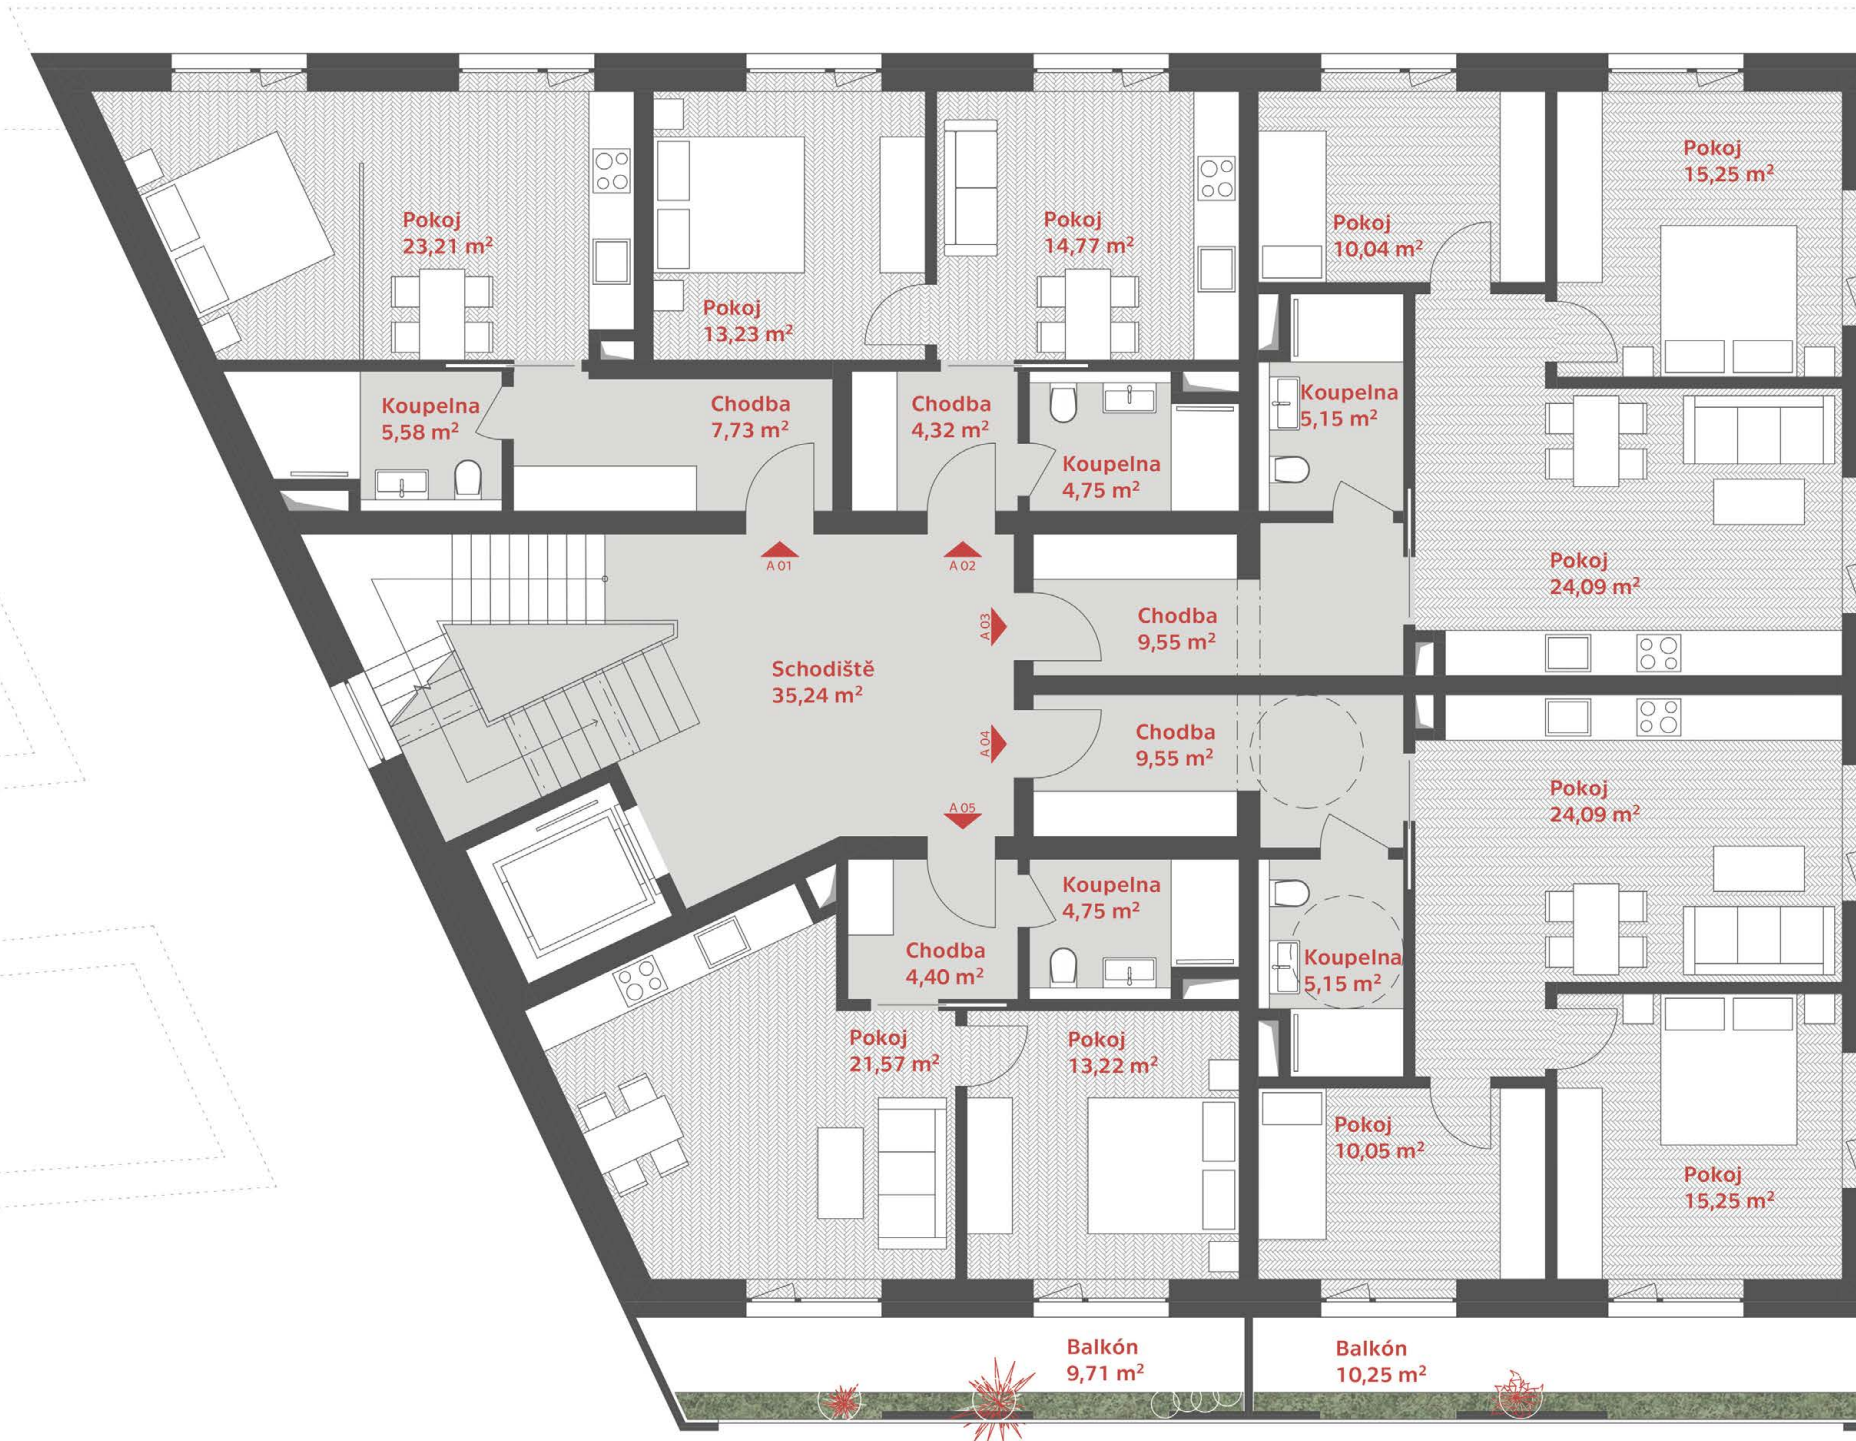 Pokoj
23,21 m²
Pokoj
13,23 m²
Pokoj
14,77 m²
Pokoj
10,04 m²
Pokoj
15,25 m²
Koupelna
5,58 m²
Chodba
7,73 m²
Chodba
4,32 m²
Koupelna
4,75 m²
Koupelna
5,15 m²
A 01
A 02
Pokoj
24,09 m²
A 03
Chodba
9,55 m²
Schodiště
35,24 m²
A 04
Chodba
9,55 m²
A 05
Pokoj
24,09 m²
Koupelna
4,75 m²
Chodba
4,40 m²
Koupelna
5,15 m²
Pokoj
21,57 m²
Pokoj
13,22 m²
Pokoj
10,05 m²
Pokoj
15,25 m²
Balkón
9,71 m²
Balkón
10,25 m²